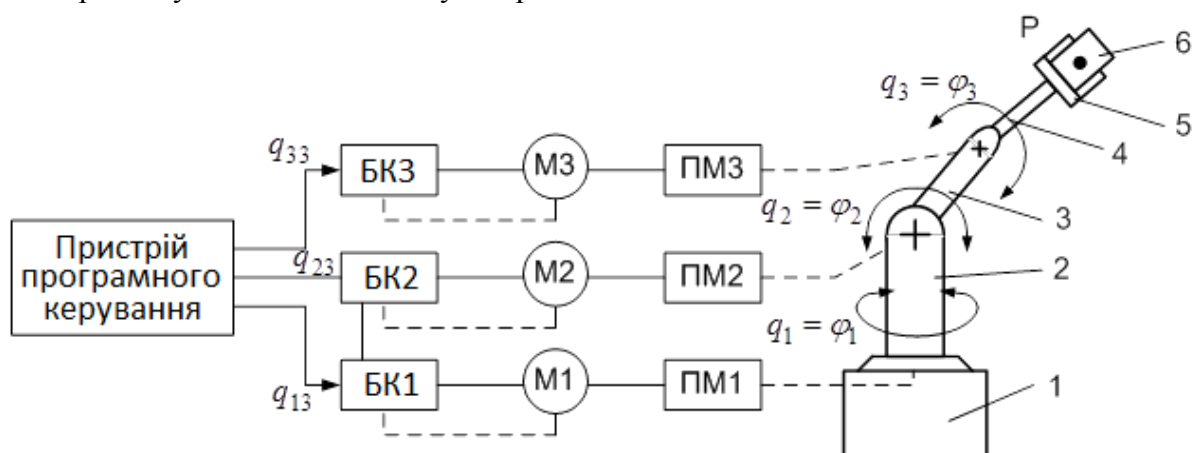 P
6
q₃ = φ₃
5
q₃₃
4
БК3
М3
ПМ3
q₂ = φ₂
3
Пристрій
програмного
керування
q₂₃
БК2
М2
ПМ2
2
q₁ = φ₁
q₁₃
БК1
М1
ПМ1
1